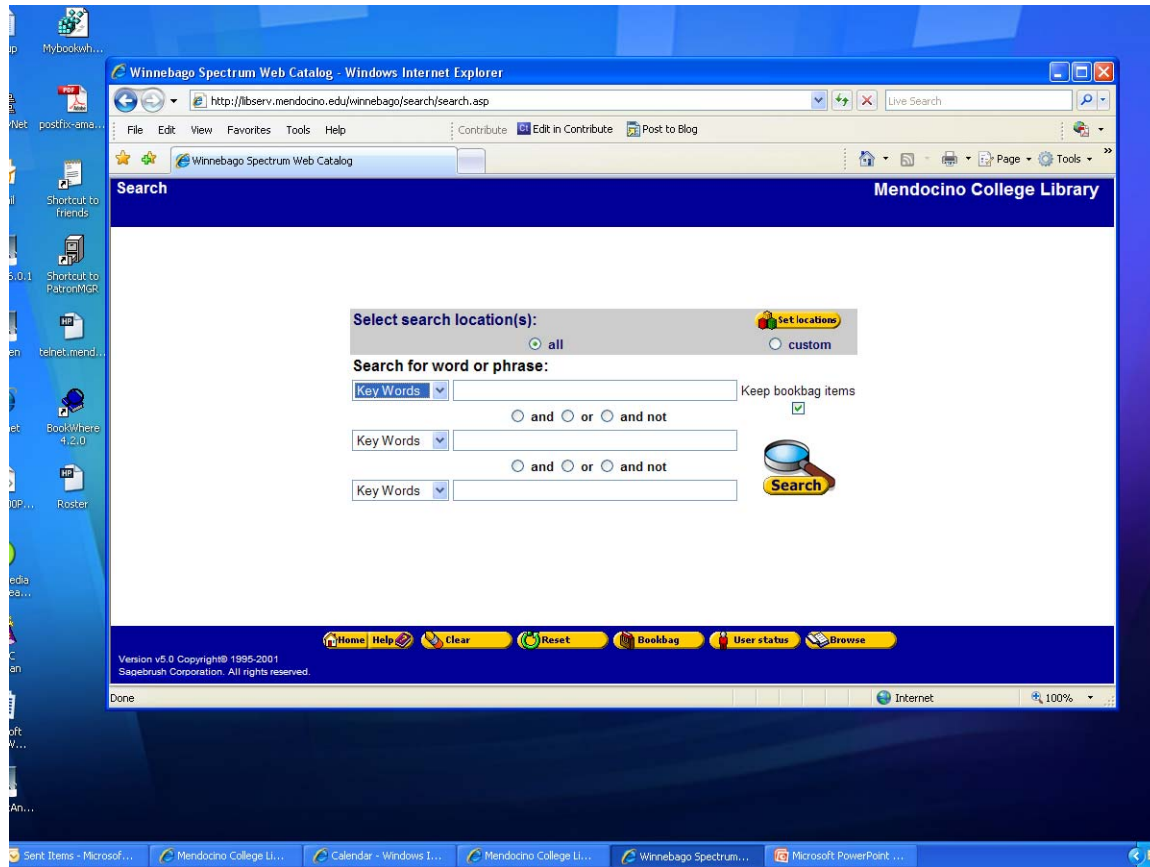 Mybookwh...
postfix-ama...
Shortcut to
friends
Shortcut to
PatronMGR
telnet.mend...
BookWhere
4.2.0
Roster
Winnebago Spectrum Web Catalog - Windows Internet Explorer
http://libserv.mendocino.edu/winnebago/search/search.asp
Live Search
File Edit View Favorites Tools Help Contribute Edit in Contribute Post to Blog
Winnebago Spectrum Web Catalog Page Tools
Search Mendocino College Library
Select search location(s): Set locations
all custom
Search for word or phrase:
Key Words Keep bookbag items
and or and not
Key Words
and or and not
Search
Key Words
Home Help Clear Reset Bookbag User status Browse
Version v5.0 Copyright© 1995-2001
Sagebrush Corporation. All rights reserved.
Done Internet 100%
Sent Items - Microsof... Mendocino College Li... Calendar - Windows I... Mendocino College Li... Winnebago Spectrum... Microsoft PowerPoint ...